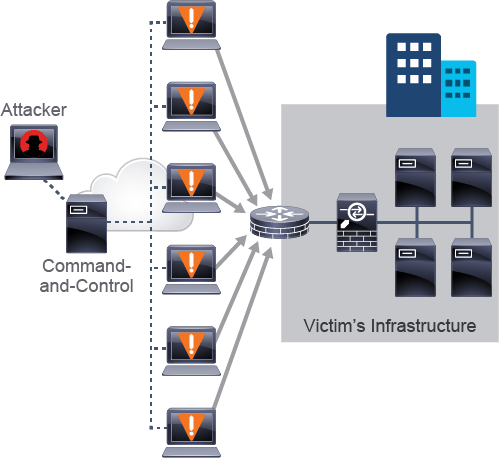 Attacker
Command-
and-Control
Victim's Infrastructure